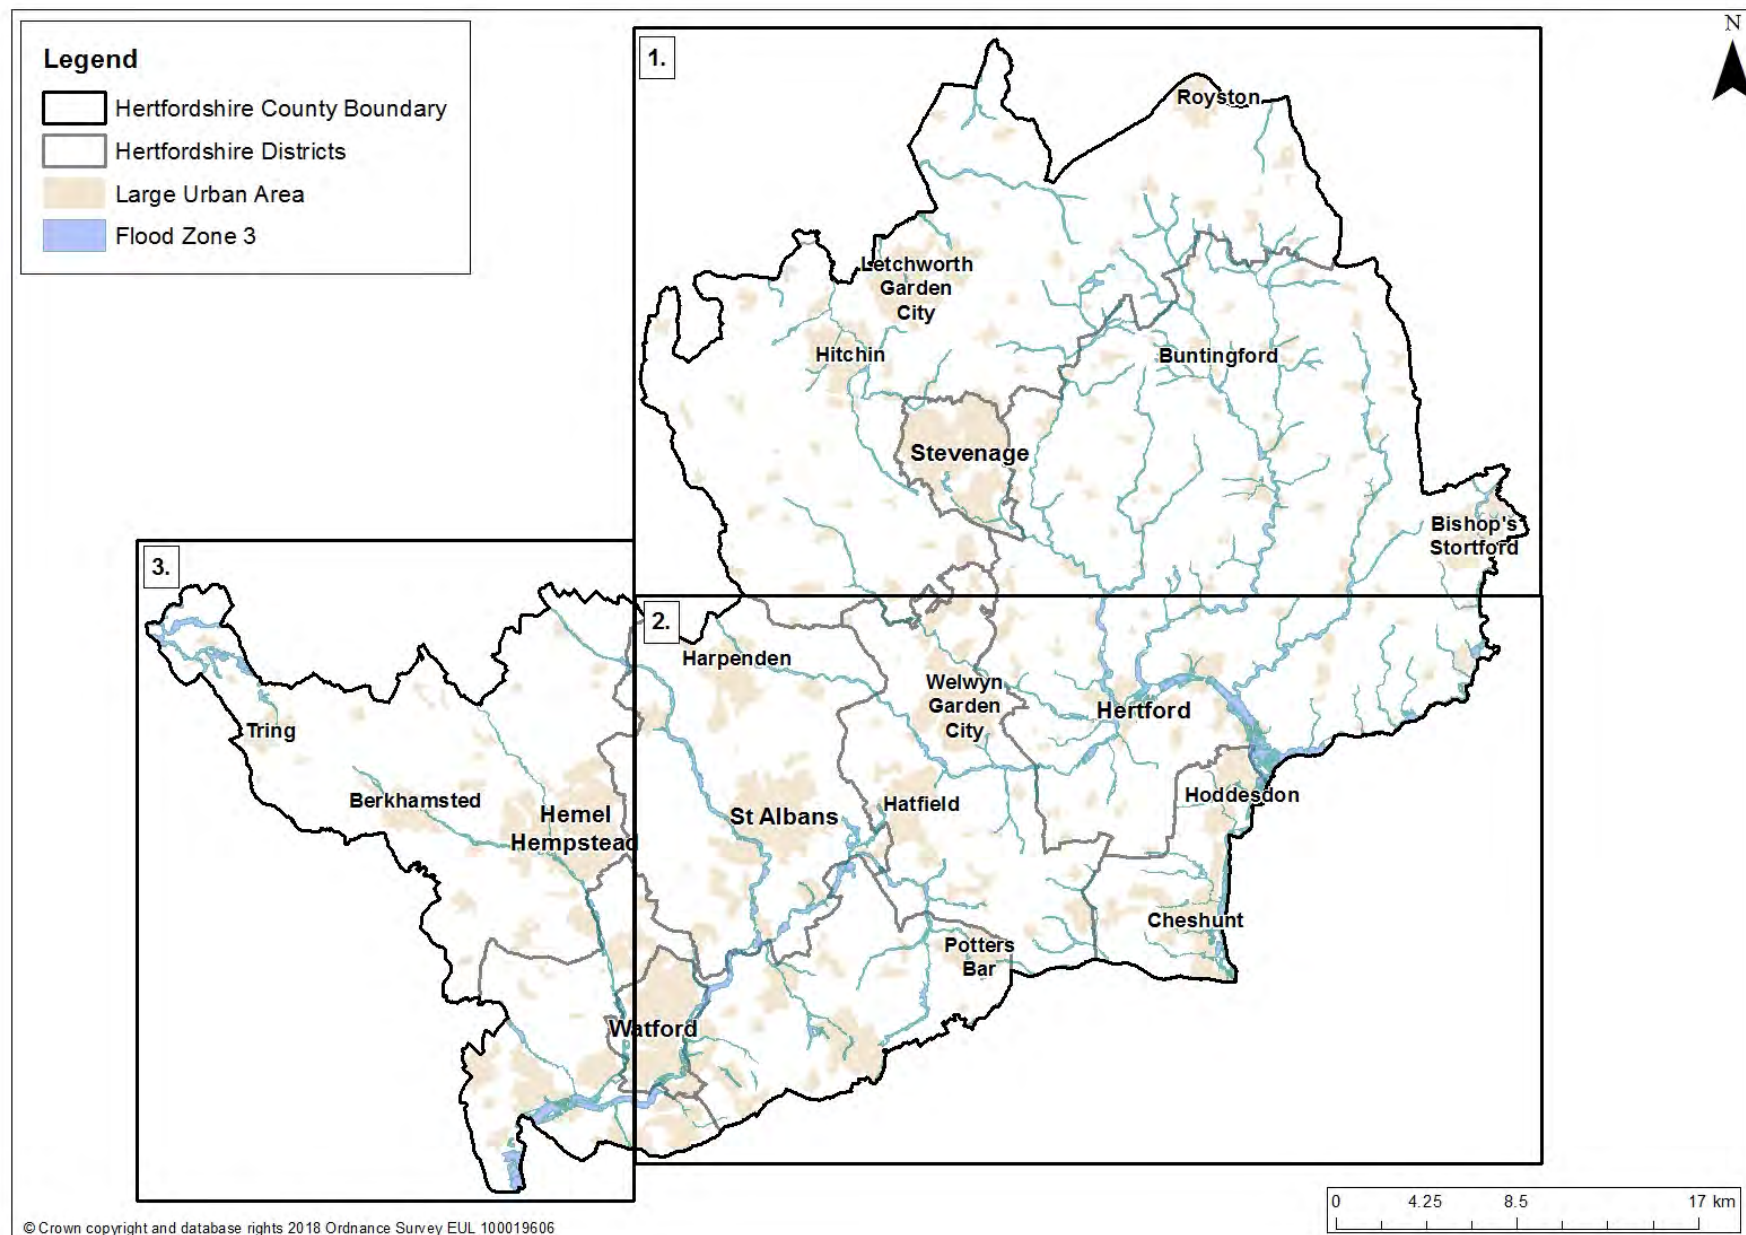 Legend
Hertfordshire County Boundary
Hertfordshire Districts
Large Urban Area
Flood Zone 3
1.
N
Royston
Letchworth
Garden
City
Hitchin
Buntingford
Stevenage
Bishop's
Stortford
3.
2.
Harpenden
Welwyn
Garden
City
Hertford
Tring
Berkhamsted
Hemel
Hempstead
St Albans
Hatfield
Hoddesdon
Cheshunt
Potters
Bar
Watford
0 4.25 8.5 17 km
© Crown copyright and database rights 2018 Ordnance Survey EUL 100019606